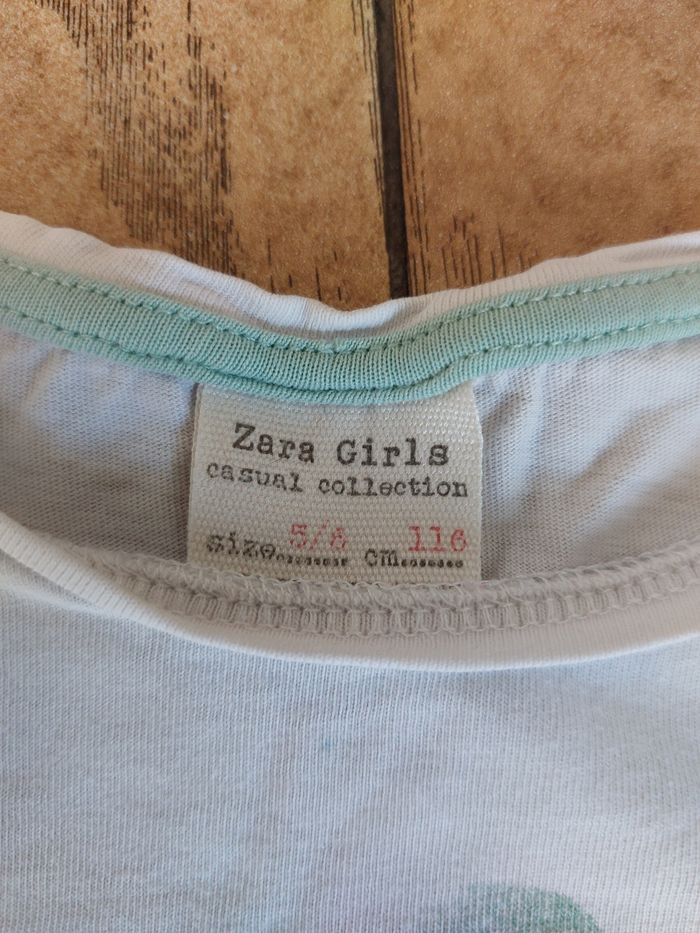 Zara Girls
casual collection
size 5/6 cm 116